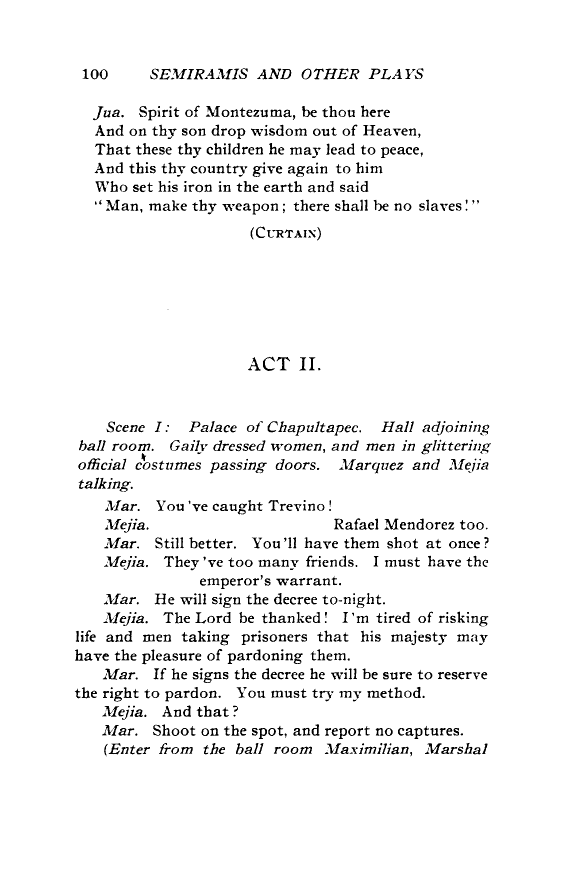 100 SEMIRAMIS AND OTHER PLAYS
Jua. Spirit of Montezuma, be thou here
And on thy son drop wisdom out of Heaven,
That these thy children he may lead to peace,
And this thy country give again to him
Who set his iron in the earth and said
"Man, make thy weapon; there shall be no slaves!"
(CURTAIN)
ACT II.
Scene I: Palace of Chapultapec. Hall adjoining
ball room. Gaily dressed women, and men in glittering
official costumes passing doors. Marquez and Mejia
talking.
Mar. You've caught Trevino!
Mejia. Rafael Mendorez too.
Mar. Still better. You'll have them shot at once?
Mejia. They've too many friends. I must have the
emperor's warrant.
Mar. He will sign the decree to-night.
Mejia. The Lord be thanked! I'm tired of risking
life and men taking prisoners that his majesty may
have the pleasure of pardoning them.
Mar. If he signs the decree he will be sure to reserve
the right to pardon. You must try my method.
Mejia. And that?
Mar. Shoot on the spot, and report no captures.
(Enter from the ball room Maximilian, Marshal